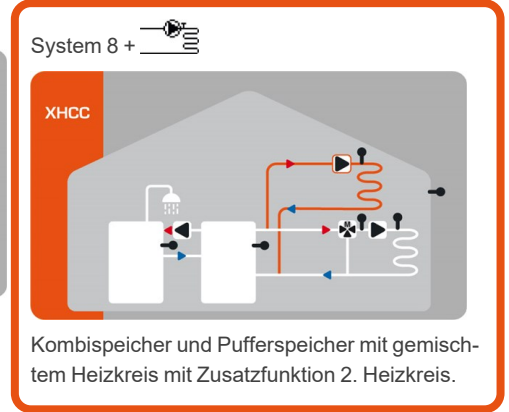 System 8 +
XHCC
M
Kombispeicher und Pufferspeicher mit gemisch-
tem Heizkreis mit Zusatzfunktion 2. Heizkreis.